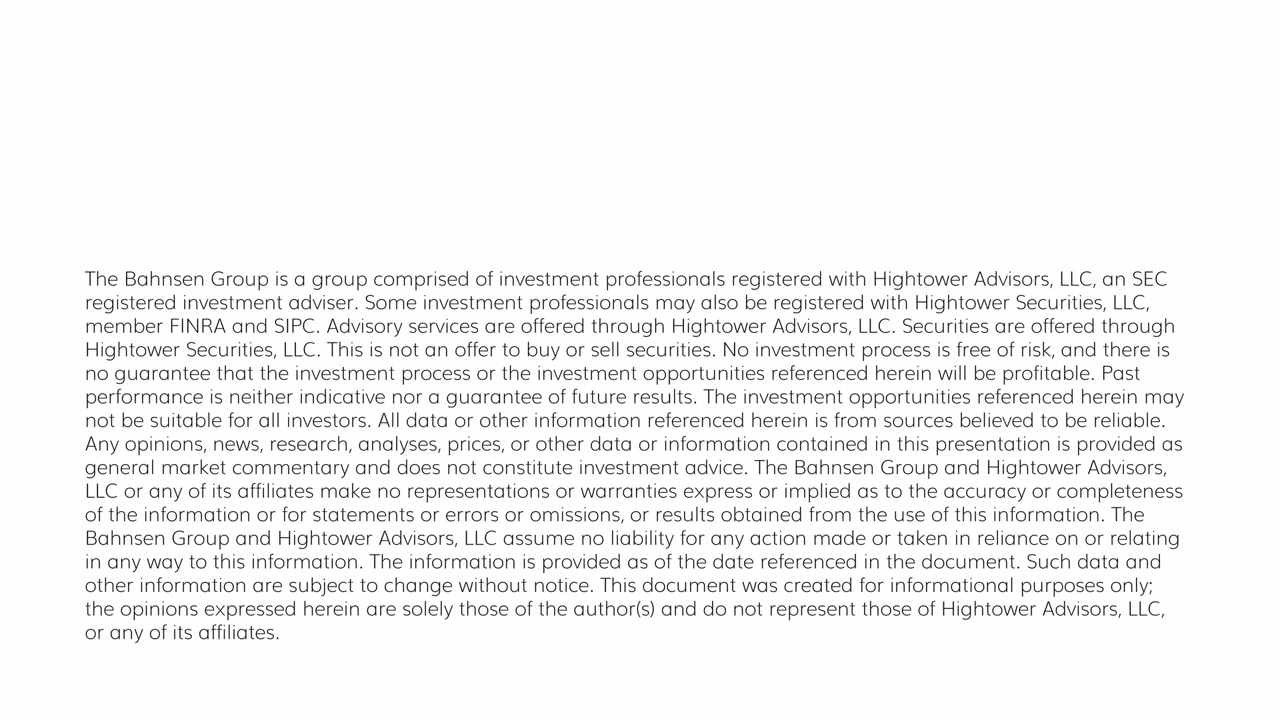 The Bahnsen Group is a group comprised of investment professionals registered with Hightower Advisors, LLC, an SEC
registered investment adviser. Some investment professionals may also be registered with Hightower Securities, LLC,
member FINRA and SIPC. Advisory services are offered through Hightower Advisors, LLC. Securities are offered through
Hightower Securities, LLC. This is not an offer to buy or sell securities. No investment process is free of risk, and there is
no guarantee that the investment process or the investment opportunities referenced herein will be profitable. Past
performance is neither indicative nor a guarantee of future results. The investment opportunities referenced herein may
not be suitable for all investors. All data or other information referenced herein is from sources believed to be reliable.
Any opinions, news, research, analyses, prices, or other data or information contained in this presentation is provided as
general market commentary and does not constitute investment advice. The Bahnsen Group and Hightower Advisors,
LLC or any of its affiliates make no representations or warranties express or implied as to the accuracy or completeness
of the information or for statements or errors or omissions, or results obtained from the use of this information. The
Bahnsen Group and Hightower Advisors, LLC assume no liability for any action made or taken in reliance on or relating
in any way to this information. The information is provided as of the date referenced in the document. Such data and
other information are subject to change without notice. This document was created for informational purposes only;
the opinions expressed herein are solely those of the author(s) and do not represent those of Hightower Advisors, LLC,
or any of its affiliates.